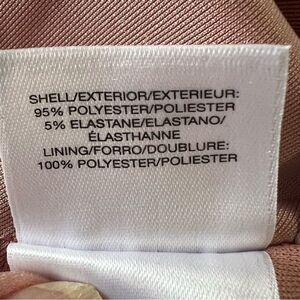 SHELL/EXTERIOR/EXTERIEUR:
95% POLYESTER/POLIESTER
5% ELASTANE/ELASTANO/
ÉLASTHANNE
LINING/FORRO/DOUBLURE:
100% POLYESTER/POLIESTER